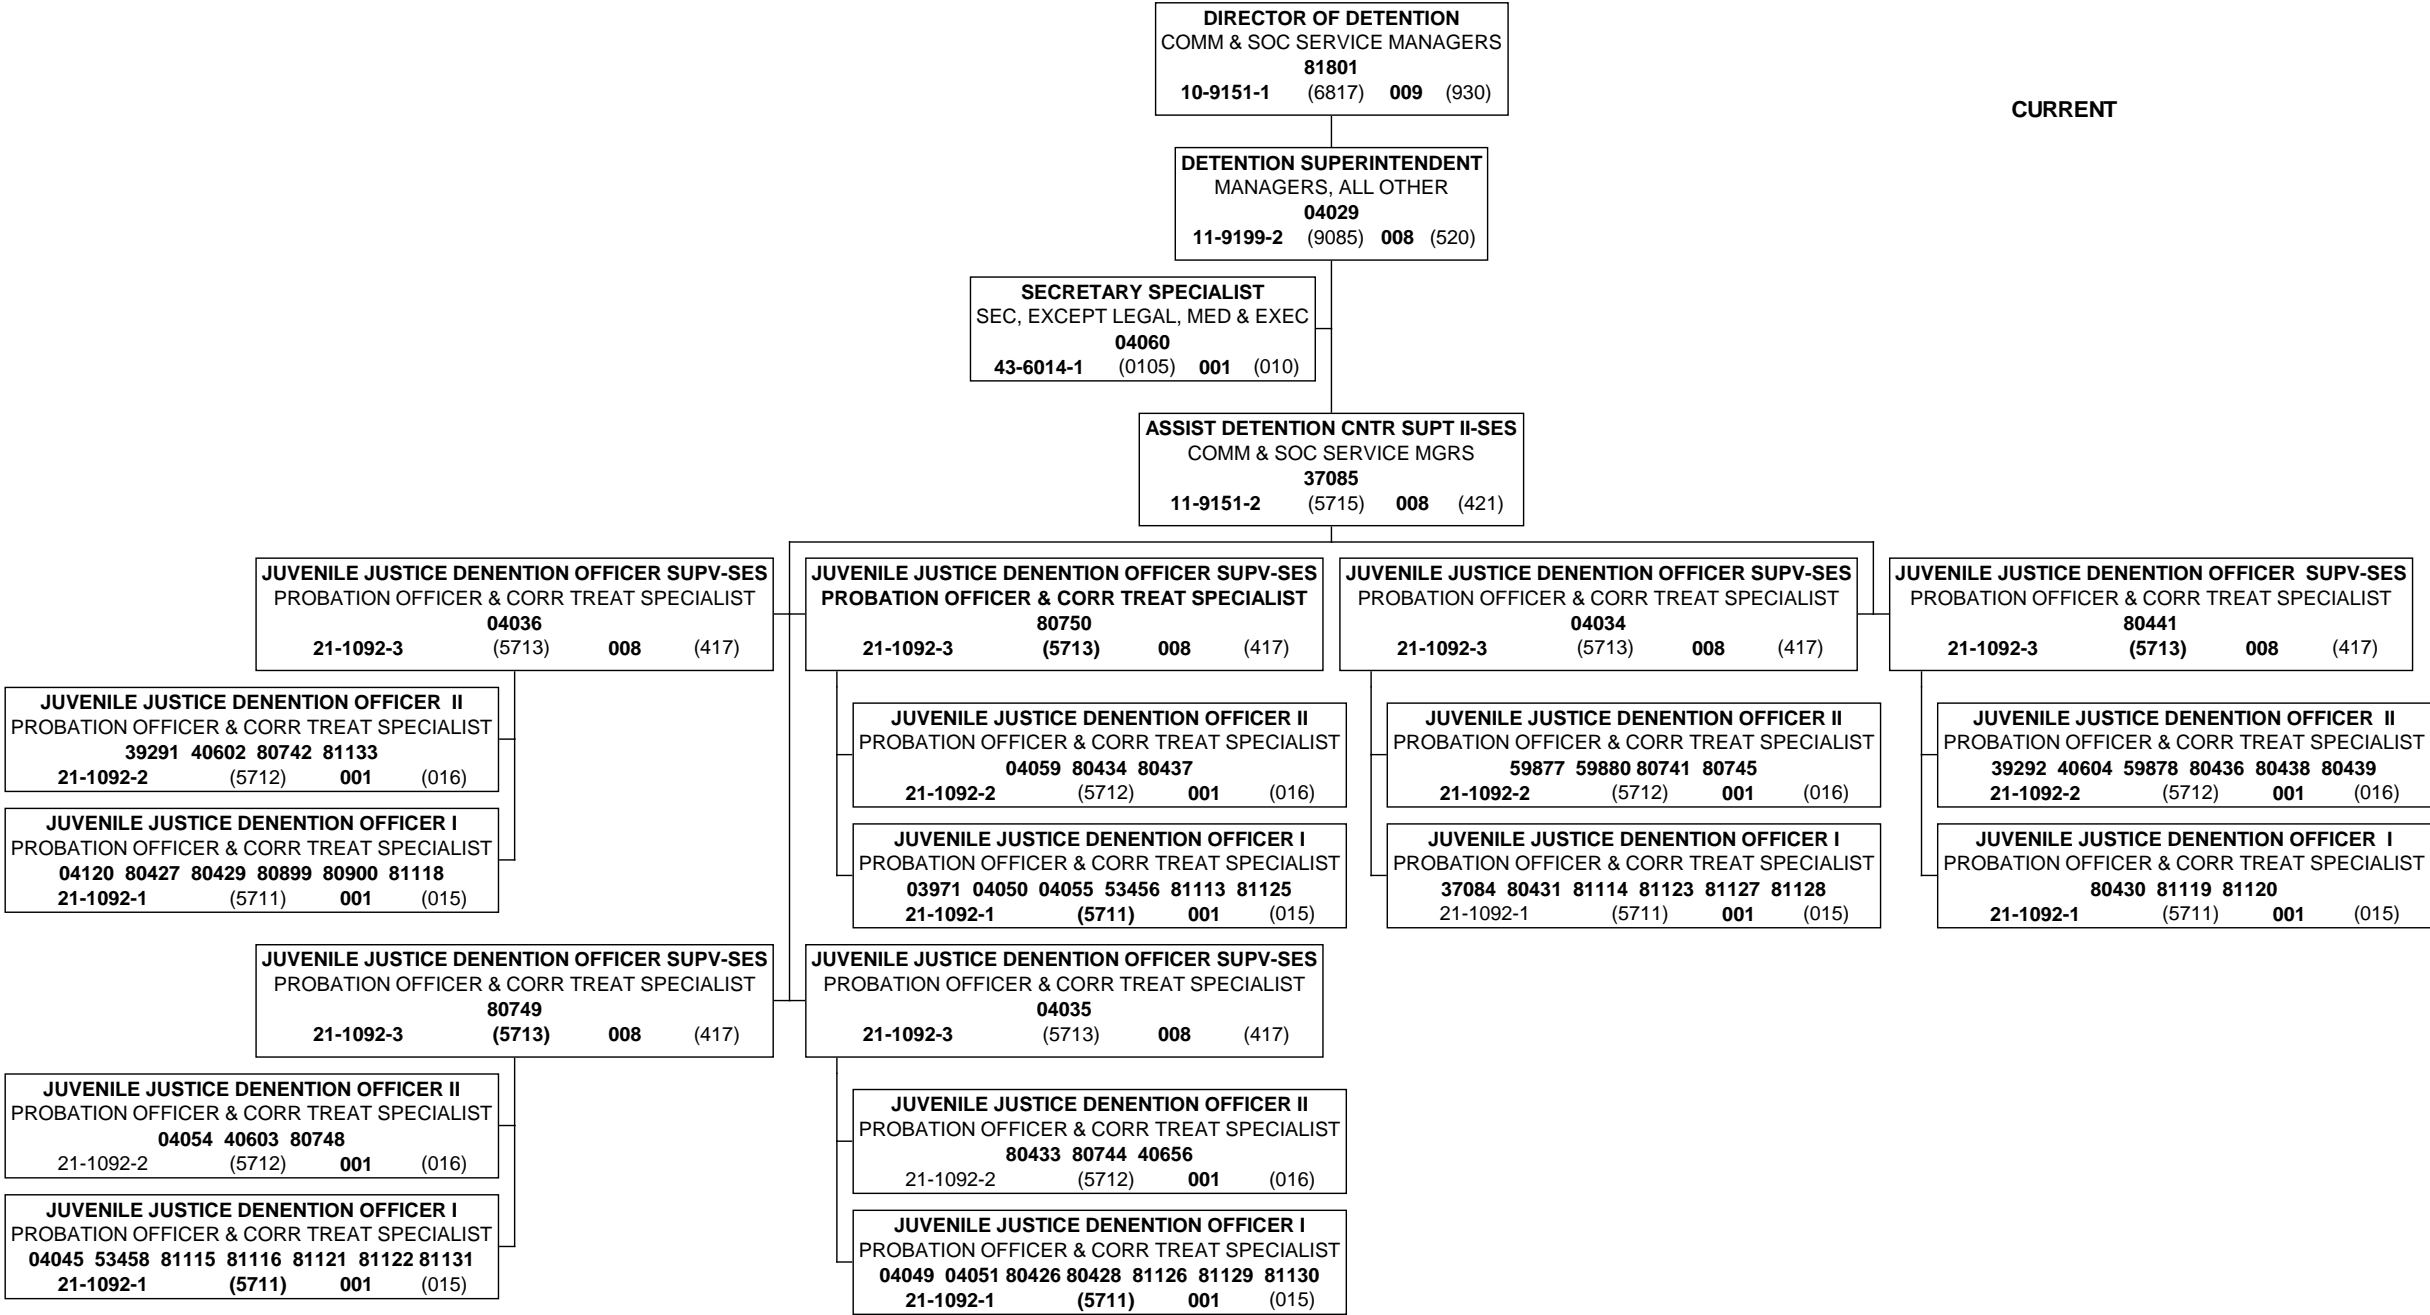 DIRECTOR OF DETENTION
COMM & SOC SERVICE MANAGERS
81801
10-9151-1 (6817) 009 (930)
CURRENT
DETENTION SUPERINTENDENT
MANAGERS, ALL OTHER
04029
11-9199-2 (9085) 008 (520)
SECRETARY SPECIALIST
SEC, EXCEPT LEGAL, MED & EXEC
04060
43-6014-1 (0105) 001 (010)
ASSIST DETENTION CNTR SUPT II-SES
COMM & SOC SERVICE MGRS
37085
11-9151-2 (5715) 008 (421)
JUVENILE JUSTICE DENENTION OFFICER SUPV-SES
PROBATION OFFICER & CORR TREAT SPECIALIST
04036
21-1092-3 (5713) 008 (417)
JUVENILE JUSTICE DENENTION OFFICER II
PROBATION OFFICER & CORR TREAT SPECIALIST
39291 40602 80742 81133
21-1092-2 (5712) 001 (016)
JUVENILE JUSTICE DENENTION OFFICER I
PROBATION OFFICER & CORR TREAT SPECIALIST
04120 80427 80429 80899 80900 81118
21-1092-1 (5711) 001 (015)
JUVENILE JUSTICE DENENTION OFFICER SUPV-SES
PROBATION OFFICER & CORR TREAT SPECIALIST
80750
21-1092-3 (5713) 008 (417)
JUVENILE JUSTICE DENENTION OFFICER II
PROBATION OFFICER & CORR TREAT SPECIALIST
04059 80434 80437
21-1092-2 (5712) 001 (016)
JUVENILE JUSTICE DENENTION OFFICER I
PROBATION OFFICER & CORR TREAT SPECIALIST
03971 04050 04055 53456 81113 81125
21-1092-1 (5711) 001 (015)
JUVENILE JUSTICE DENENTION OFFICER SUPV-SES
PROBATION OFFICER & CORR TREAT SPECIALIST
04034
21-1092-3 (5713) 008 (417)
JUVENILE JUSTICE DENENTION OFFICER II
PROBATION OFFICER & CORR TREAT SPECIALIST
59877 59880 80741 80745
21-1092-2 (5712) 001 (016)
JUVENILE JUSTICE DENENTION OFFICER I
PROBATION OFFICER & CORR TREAT SPECIALIST
37084 80431 81114 81123 81127 81128
21-1092-1 (5711) 001 (015)
JUVENILE JUSTICE DENENTION OFFICER SUPV-SES
PROBATION OFFICER & CORR TREAT SPECIALIST
80441
21-1092-3 (5713) 008 (417)
JUVENILE JUSTICE DENENTION OFFICER II
PROBATION OFFICER & CORR TREAT SPECIALIST
39292 40604 59878 80436 80438 80439
21-1092-2 (5712) 001 (016)
JUVENILE JUSTICE DENENTION OFFICER I
PROBATION OFFICER & CORR TREAT SPECIALIST
80430 81119 81120
21-1092-1 (5711) 001 (015)
JUVENILE JUSTICE DENENTION OFFICER SUPV-SES
PROBATION OFFICER & CORR TREAT SPECIALIST
80749
21-1092-3 (5713) 008 (417)
JUVENILE JUSTICE DENENTION OFFICER II
PROBATION OFFICER & CORR TREAT SPECIALIST
04054 40603 80748
21-1092-2 (5712) 001 (016)
JUVENILE JUSTICE DENENTION OFFICER I
PROBATION OFFICER & CORR TREAT SPECIALIST
04045 53458 81115 81116 81121 81122 81131
21-1092-1 (5711) 001 (015)
JUVENILE JUSTICE DENENTION OFFICER SUPV-SES
PROBATION OFFICER & CORR TREAT SPECIALIST
04035
21-1092-3 (5713) 008 (417)
JUVENILE JUSTICE DENENTION OFFICER II
PROBATION OFFICER & CORR TREAT SPECIALIST
80433 80744 40656
21-1092-2 (5712) 001 (016)
JUVENILE JUSTICE DENENTION OFFICER I
PROBATION OFFICER & CORR TREAT SPECIALIST
04049 04051 80426 80428 81126 81129 81130
21-1092-1 (5711) 001 (015)